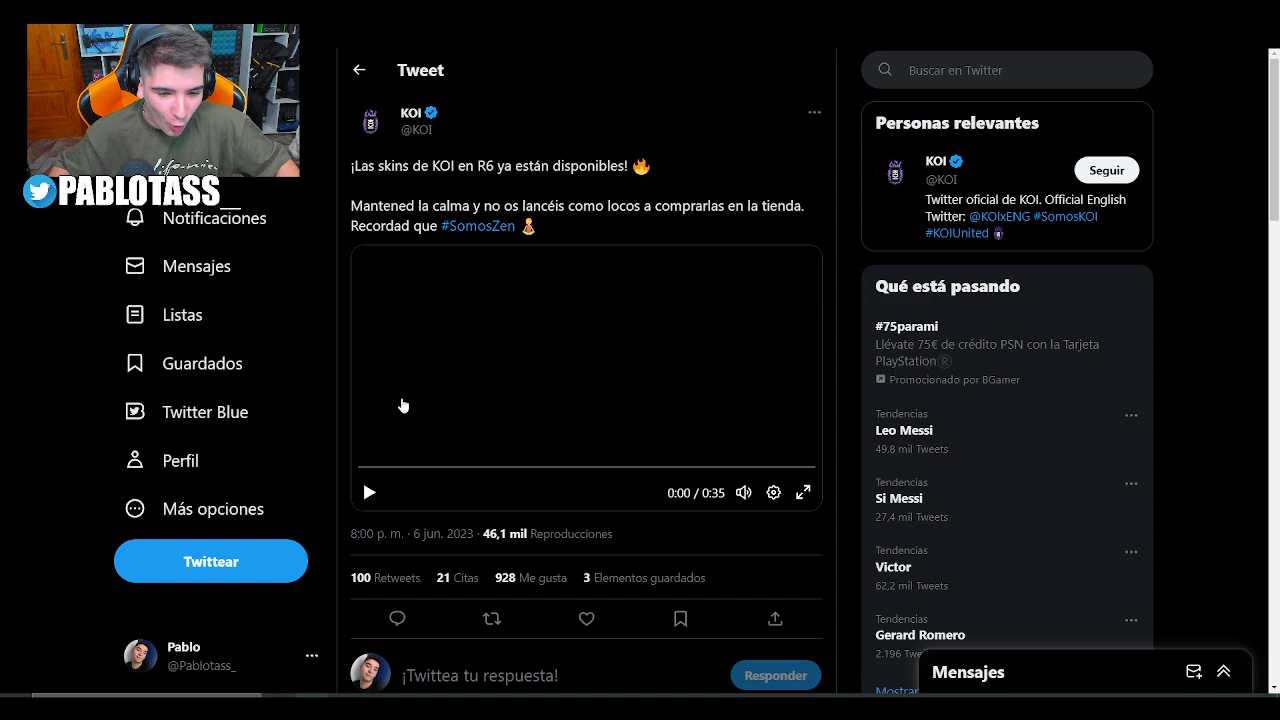 PABLOTASS_
Notificaciones
Mensajes
Listas
Guardados
Twitter Blue
Perfil
Más opciones
Twittear
Pablo
@Pablotass_
Tweet
KOI
@KOI
¡Las skins de KOI en R6 ya están disponibles! 🔥
Mantened la calma y no os lancéis como locos a comprarlas en la tienda.
Recordad que #SomosZen
0:00 / 0:35
8:00 p. m. · 6 jun. 2023 · 46,1 mil Reproducciones
100 Retweets 21 Citas 928 Me gusta 3 Elementos guardados
¡Twittea tu respuesta!
Responder
Buscar en Twitter
Personas relevantes
KOI
@KOI
Seguir
Twitter oficial de KOI. Official English
Twitter: @KOIxENG #SomosKOI
#KOIUnited
Qué está pasando
#75parami
Llévate 75€ de crédito PSN con la Tarjeta
PlayStation®
Promocionado por BGamer
Tendencias
Leo Messi
49,8 mil Tweets
Tendencias
Si Messi
27,4 mil Tweets
Tendencias
Victor
62,2 mil Tweets
Tendencias
Gerard Romero
2.196 Twee
Mostrar
Mensajes